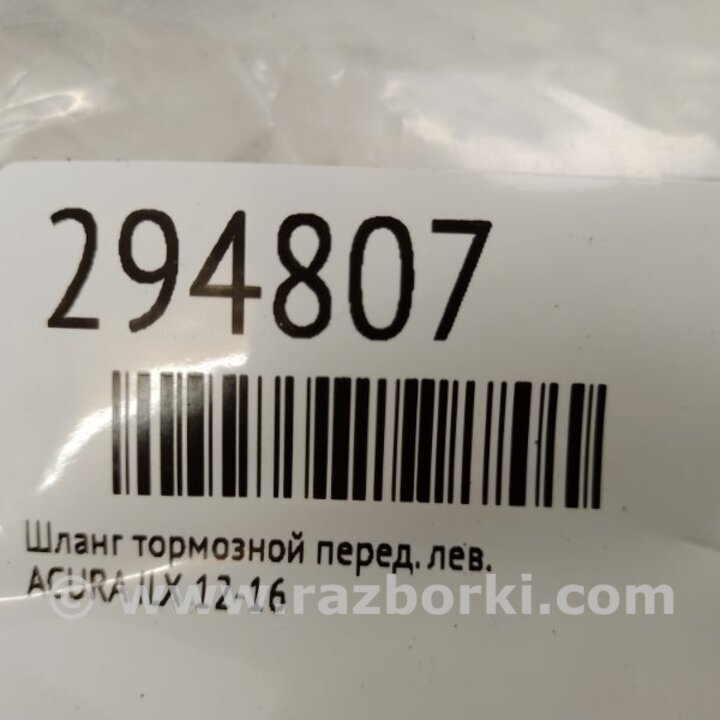 294807
Шланг тормозной перед. лев.
ACURA ILX 12-16
© www.razborki.com